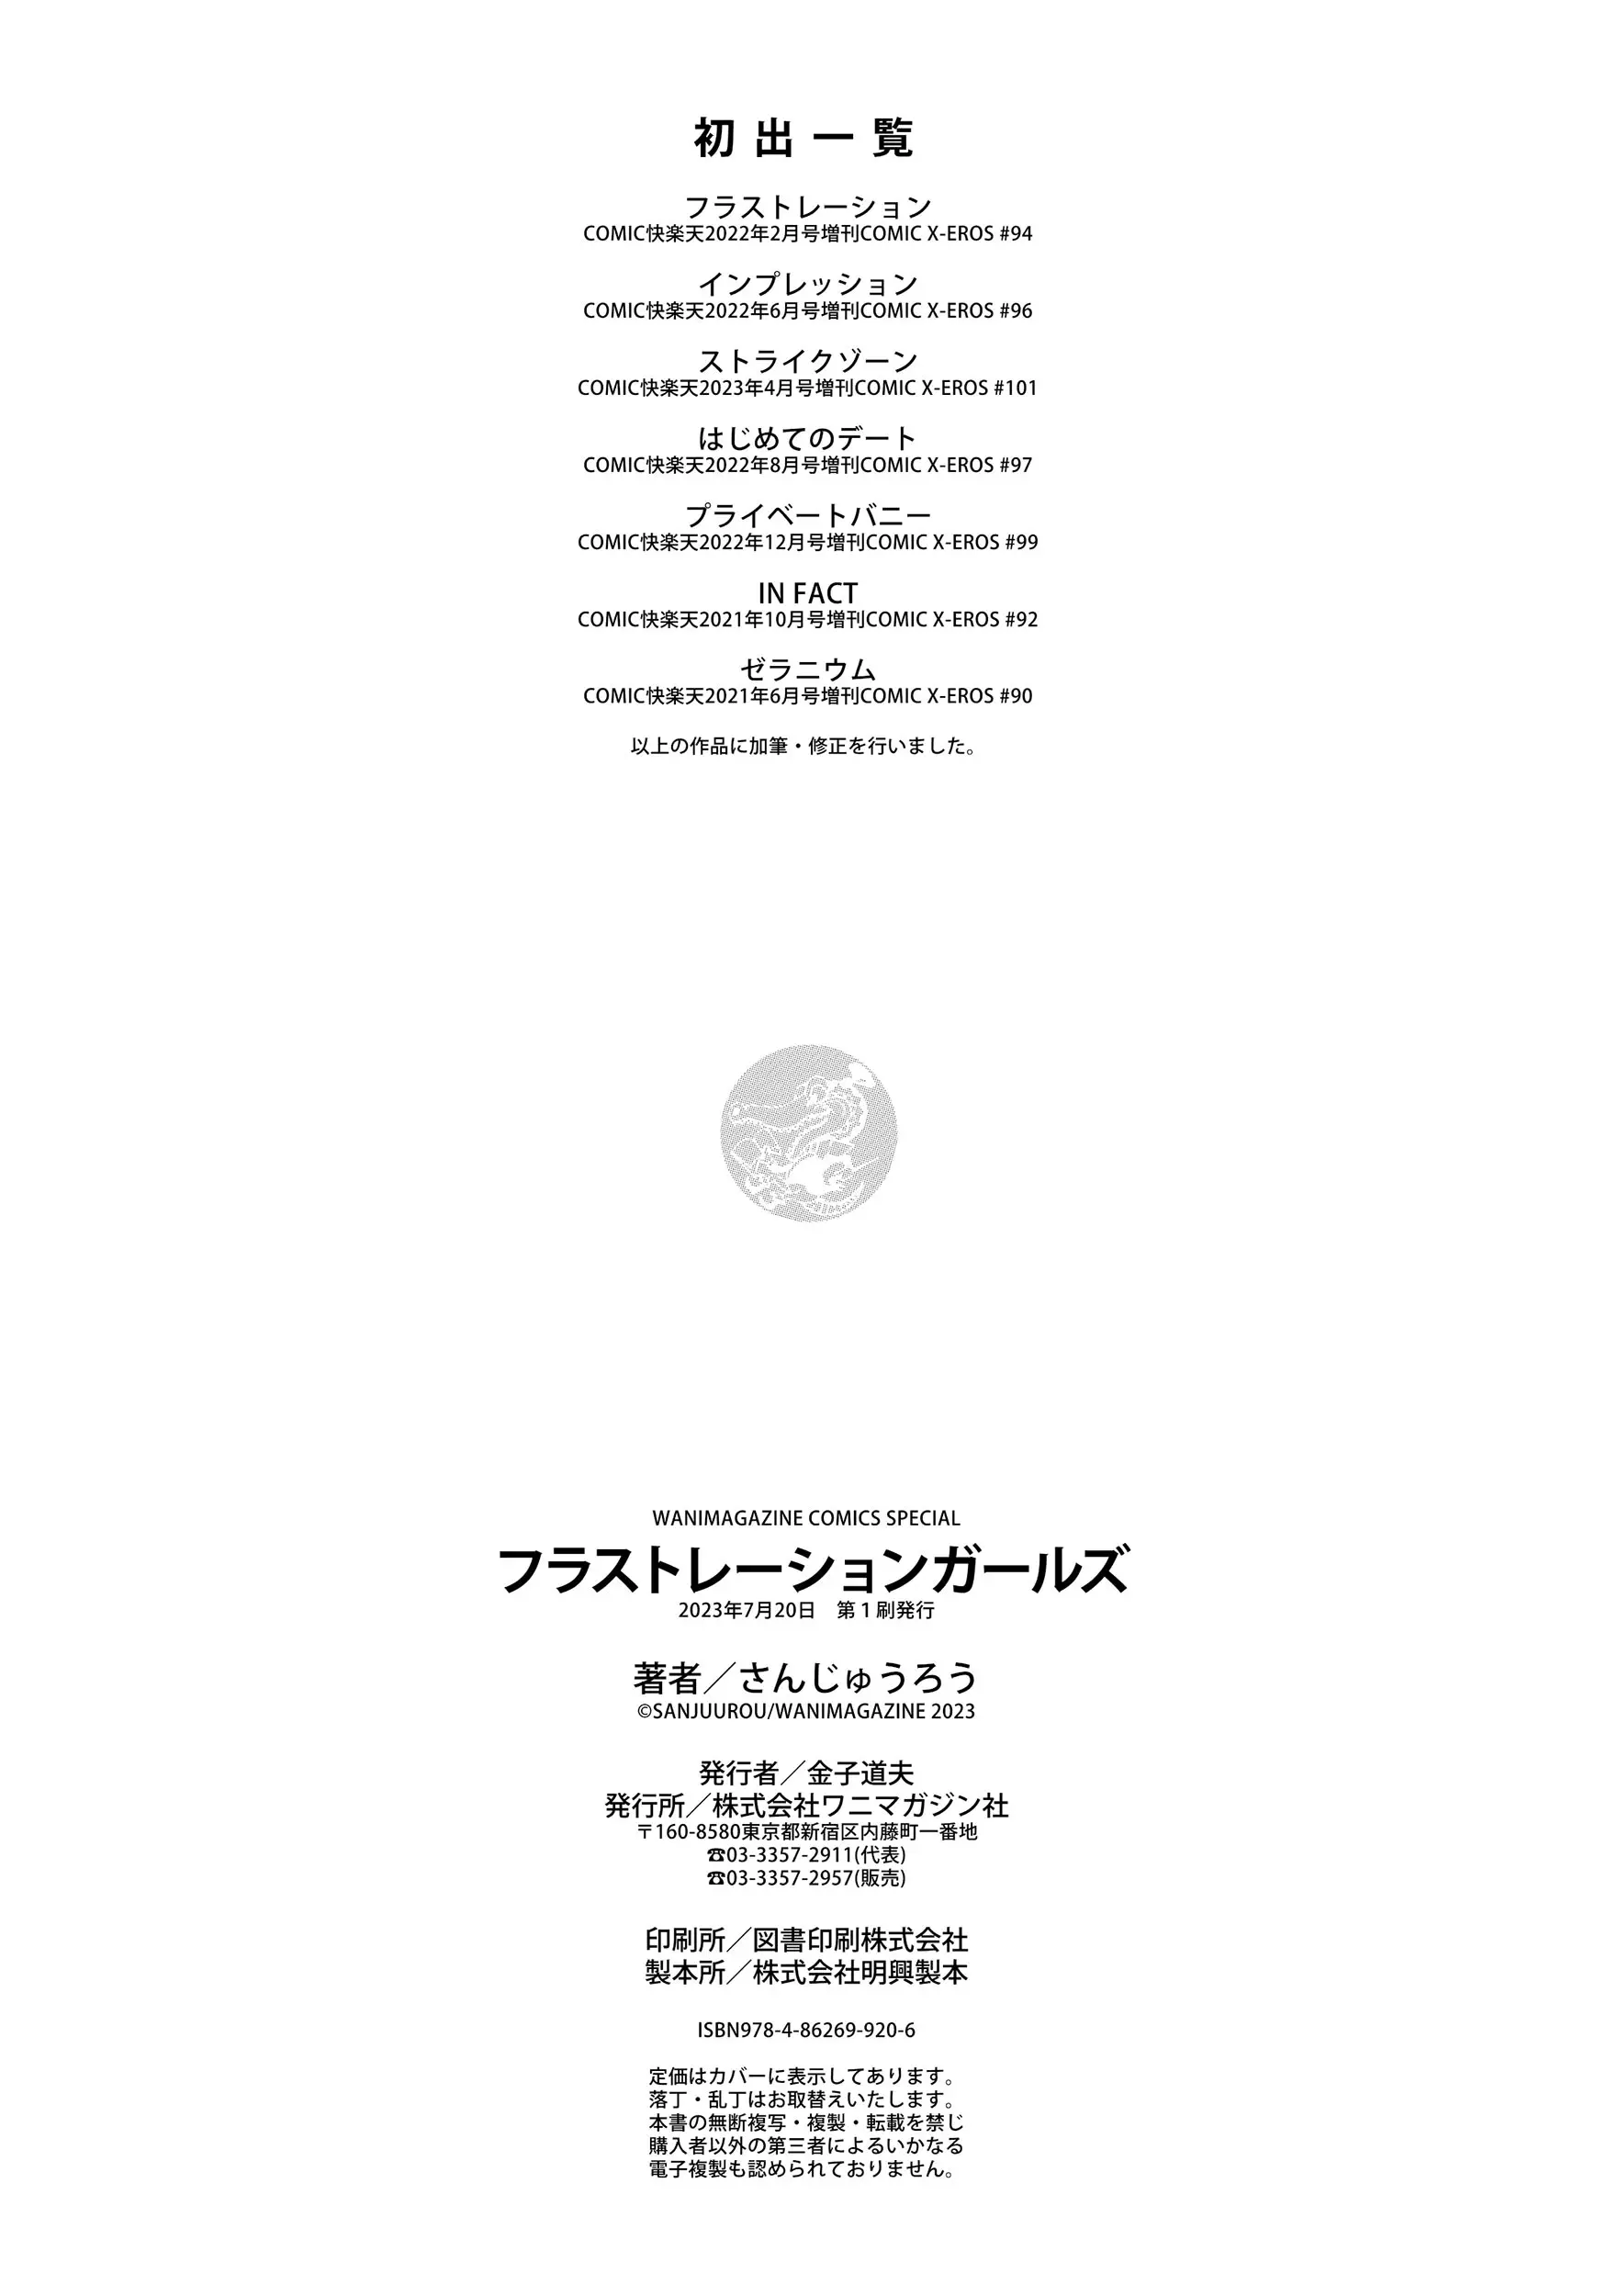 初出一覧
フラストレーション
COMIC快楽天2022年2月号増刊COMIC X-EROS #94
インプレッション
COMIC快楽天2022年6月号増刊COMIC X-EROS #96
ストライクゾーン
COMIC快楽天2023年4月号増刊COMIC X-EROS #101
はじめてのデート
COMIC快楽天2022年8月号増刊COMIC X-EROS #97
プライベートバニー
COMIC快楽天2022年12月号増刊COMIC X-EROS #99
IN FACT
COMIC快楽天2021年10月号増刊COMIC X-EROS #92
ゼラニウム
COMIC快楽天2021年6月号増刊COMIC X-EROS #90
以上の作品に加筆・修正を行いました。
WANIMAGAZINE COMICS SPECIAL
フラストレーションガールズ
2023年7月20日　第１刷発行
著者／さんじゅうろう
©SANJUUROU/WANIMAGAZINE 2023
発行者／金子道夫
発行所／株式会社ワニマガジン社
〒160-8580東京都新宿区内藤町一番地
☎03-3357-2911(代表)
☎03-3357-2957(販売)
印刷所／図書印刷株式会社
製本所／株式会社明興製本
ISBN978-4-86269-920-6
定価はカバーに表示してあります。
落丁・乱丁はお取替えいたします。
本書の無断複写・複製・転載を禁じ
購入者以外の第三者によるいかなる
電子複製も認められておりません。